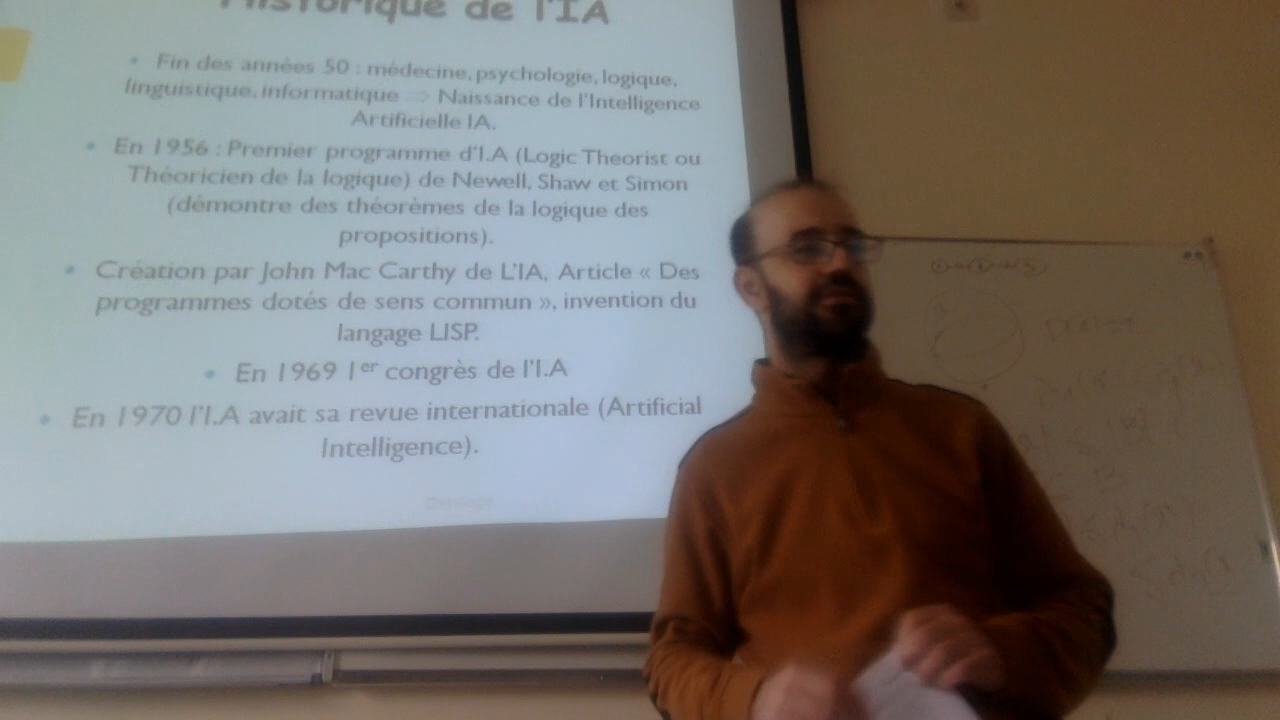 Historique de l'IA
• Fin des années 50 : médecine, psychologie, logique,
linguistique, informatique ⇒ Naissance de l'Intelligence
Artificielle IA.
• En 1956 : Premier programme d'I.A (Logic Theorist ou
Théoricien de la logique) de Newell, Shaw et Simon
(démontre des théorèmes de la logique des
propositions).
• Création par John Mac Carthy de L'IA, Article « Des
programmes dotés de sens commun », invention du
langage LISP.
• En 1969 1er congrès de l'I.A
• En 1970 l'I.A avait sa revue internationale (Artificial
Intelligence).